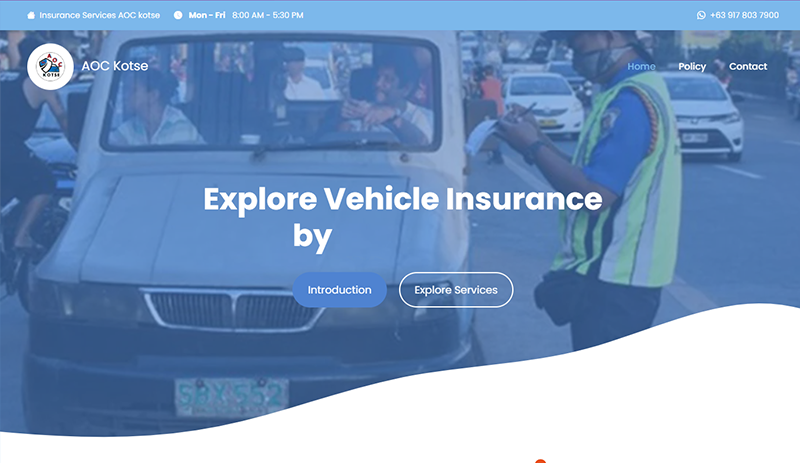 Insurance Services AOC kotse
Mon - Fri 8:00 AM - 5:30 PM
+63 917 803 7900
AOC
KOTSE
AOC Kotse
Home
Policy
Contact
Explore Vehicle Insurance
by
Introduction
Explore Services
SBX 552